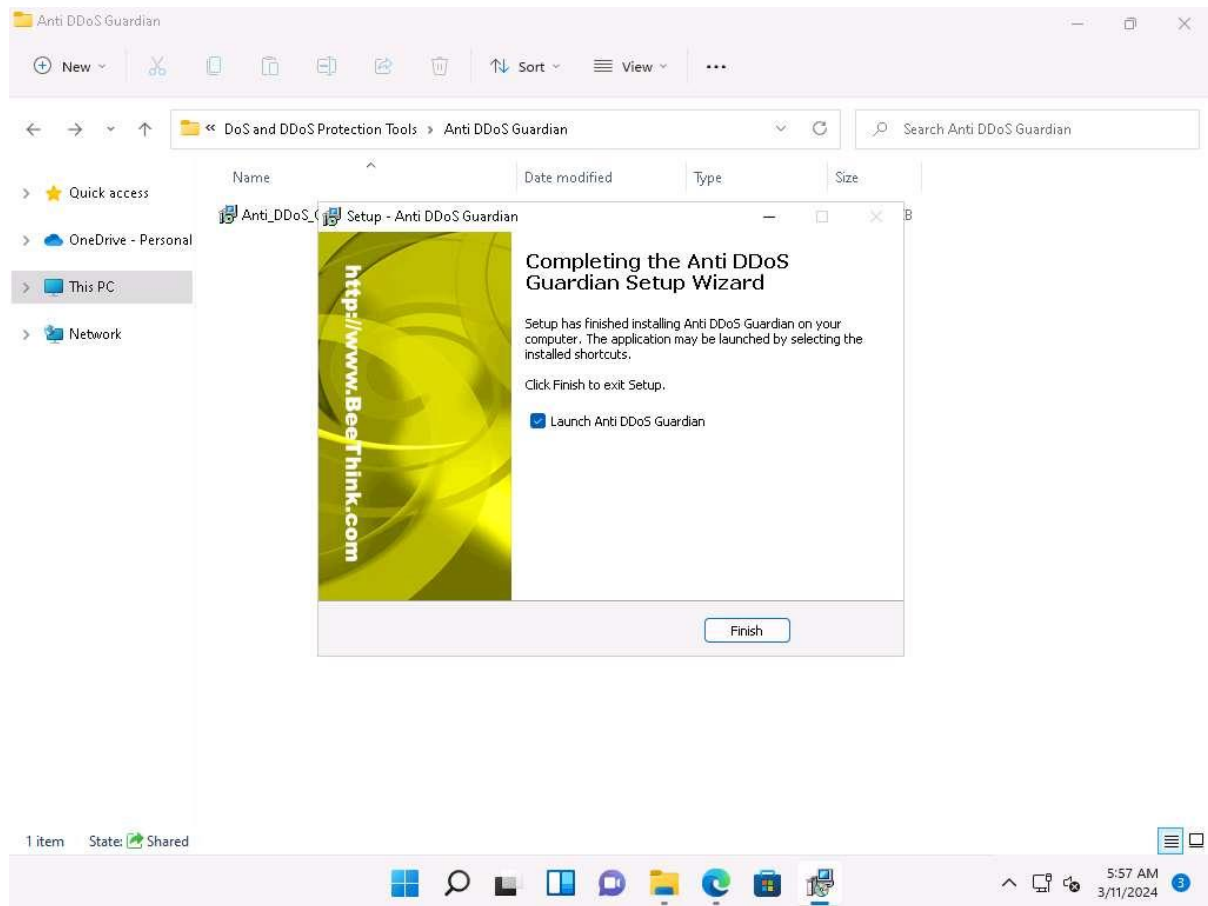 Anti DDoS Guardian
New
Sort
View
« DoS and DDoS Protection Tools > Anti DDoS Guardian
Search Anti DDoS Guardian
Name
Date modified
Type
Size
Quick access
OneDrive - Personal
This PC
Network
Anti_DDoS_
B
Setup - Anti DDoS Guardian
http://www.BeeThink.com
Completing the Anti DDoS
Guardian Setup Wizard
Setup has finished installing Anti DDoS Guardian on your
computer. The application may be launched by selecting the
installed shortcuts.
Click Finish to exit Setup.
Launch Anti DDoS Guardian
Finish
1 item State: Shared
5:57 AM
3/11/2024
3